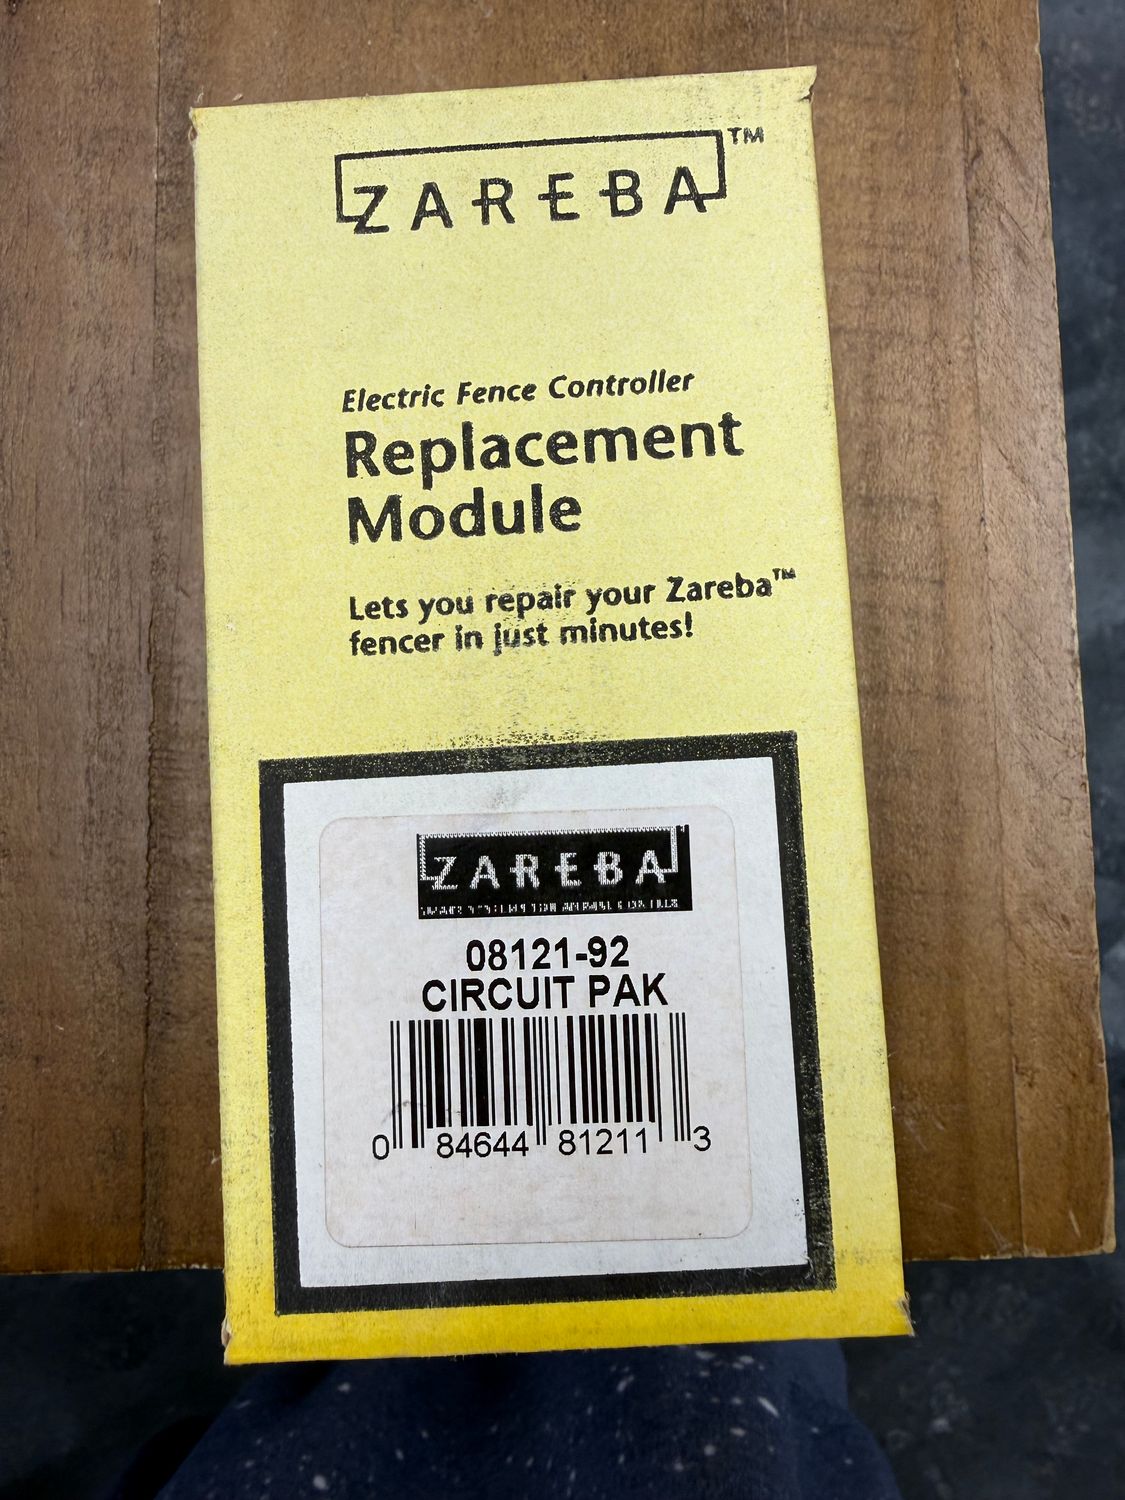 ZAREBA™
Electric Fence Controller
Replacement
Module
Lets you repair your Zareba™
fencer in just minutes!
ZAREBA
08121-92
CIRCUIT PAK
0 84644 81211 3